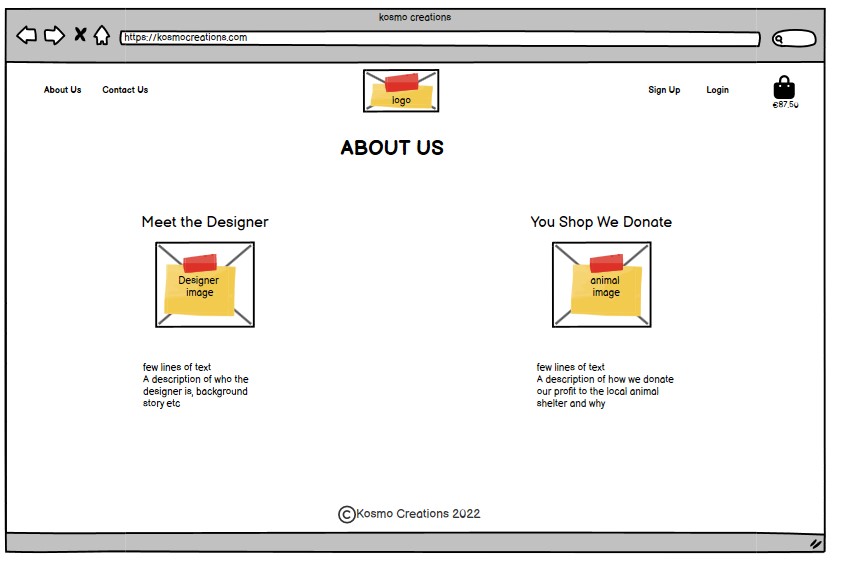 kosmo creations
https://kosmocreations.com
About Us
Contact Us
logo
Sign Up
Login
€87,50
ABOUT US
Meet the Designer
You Shop We Donate
Designer
image
animal
image
few lines of text
A description of who the
designer is, background
story etc
few lines of text
A description of how we donate
our profit to the local animal
shelter and why
©Kosmo Creations 2022